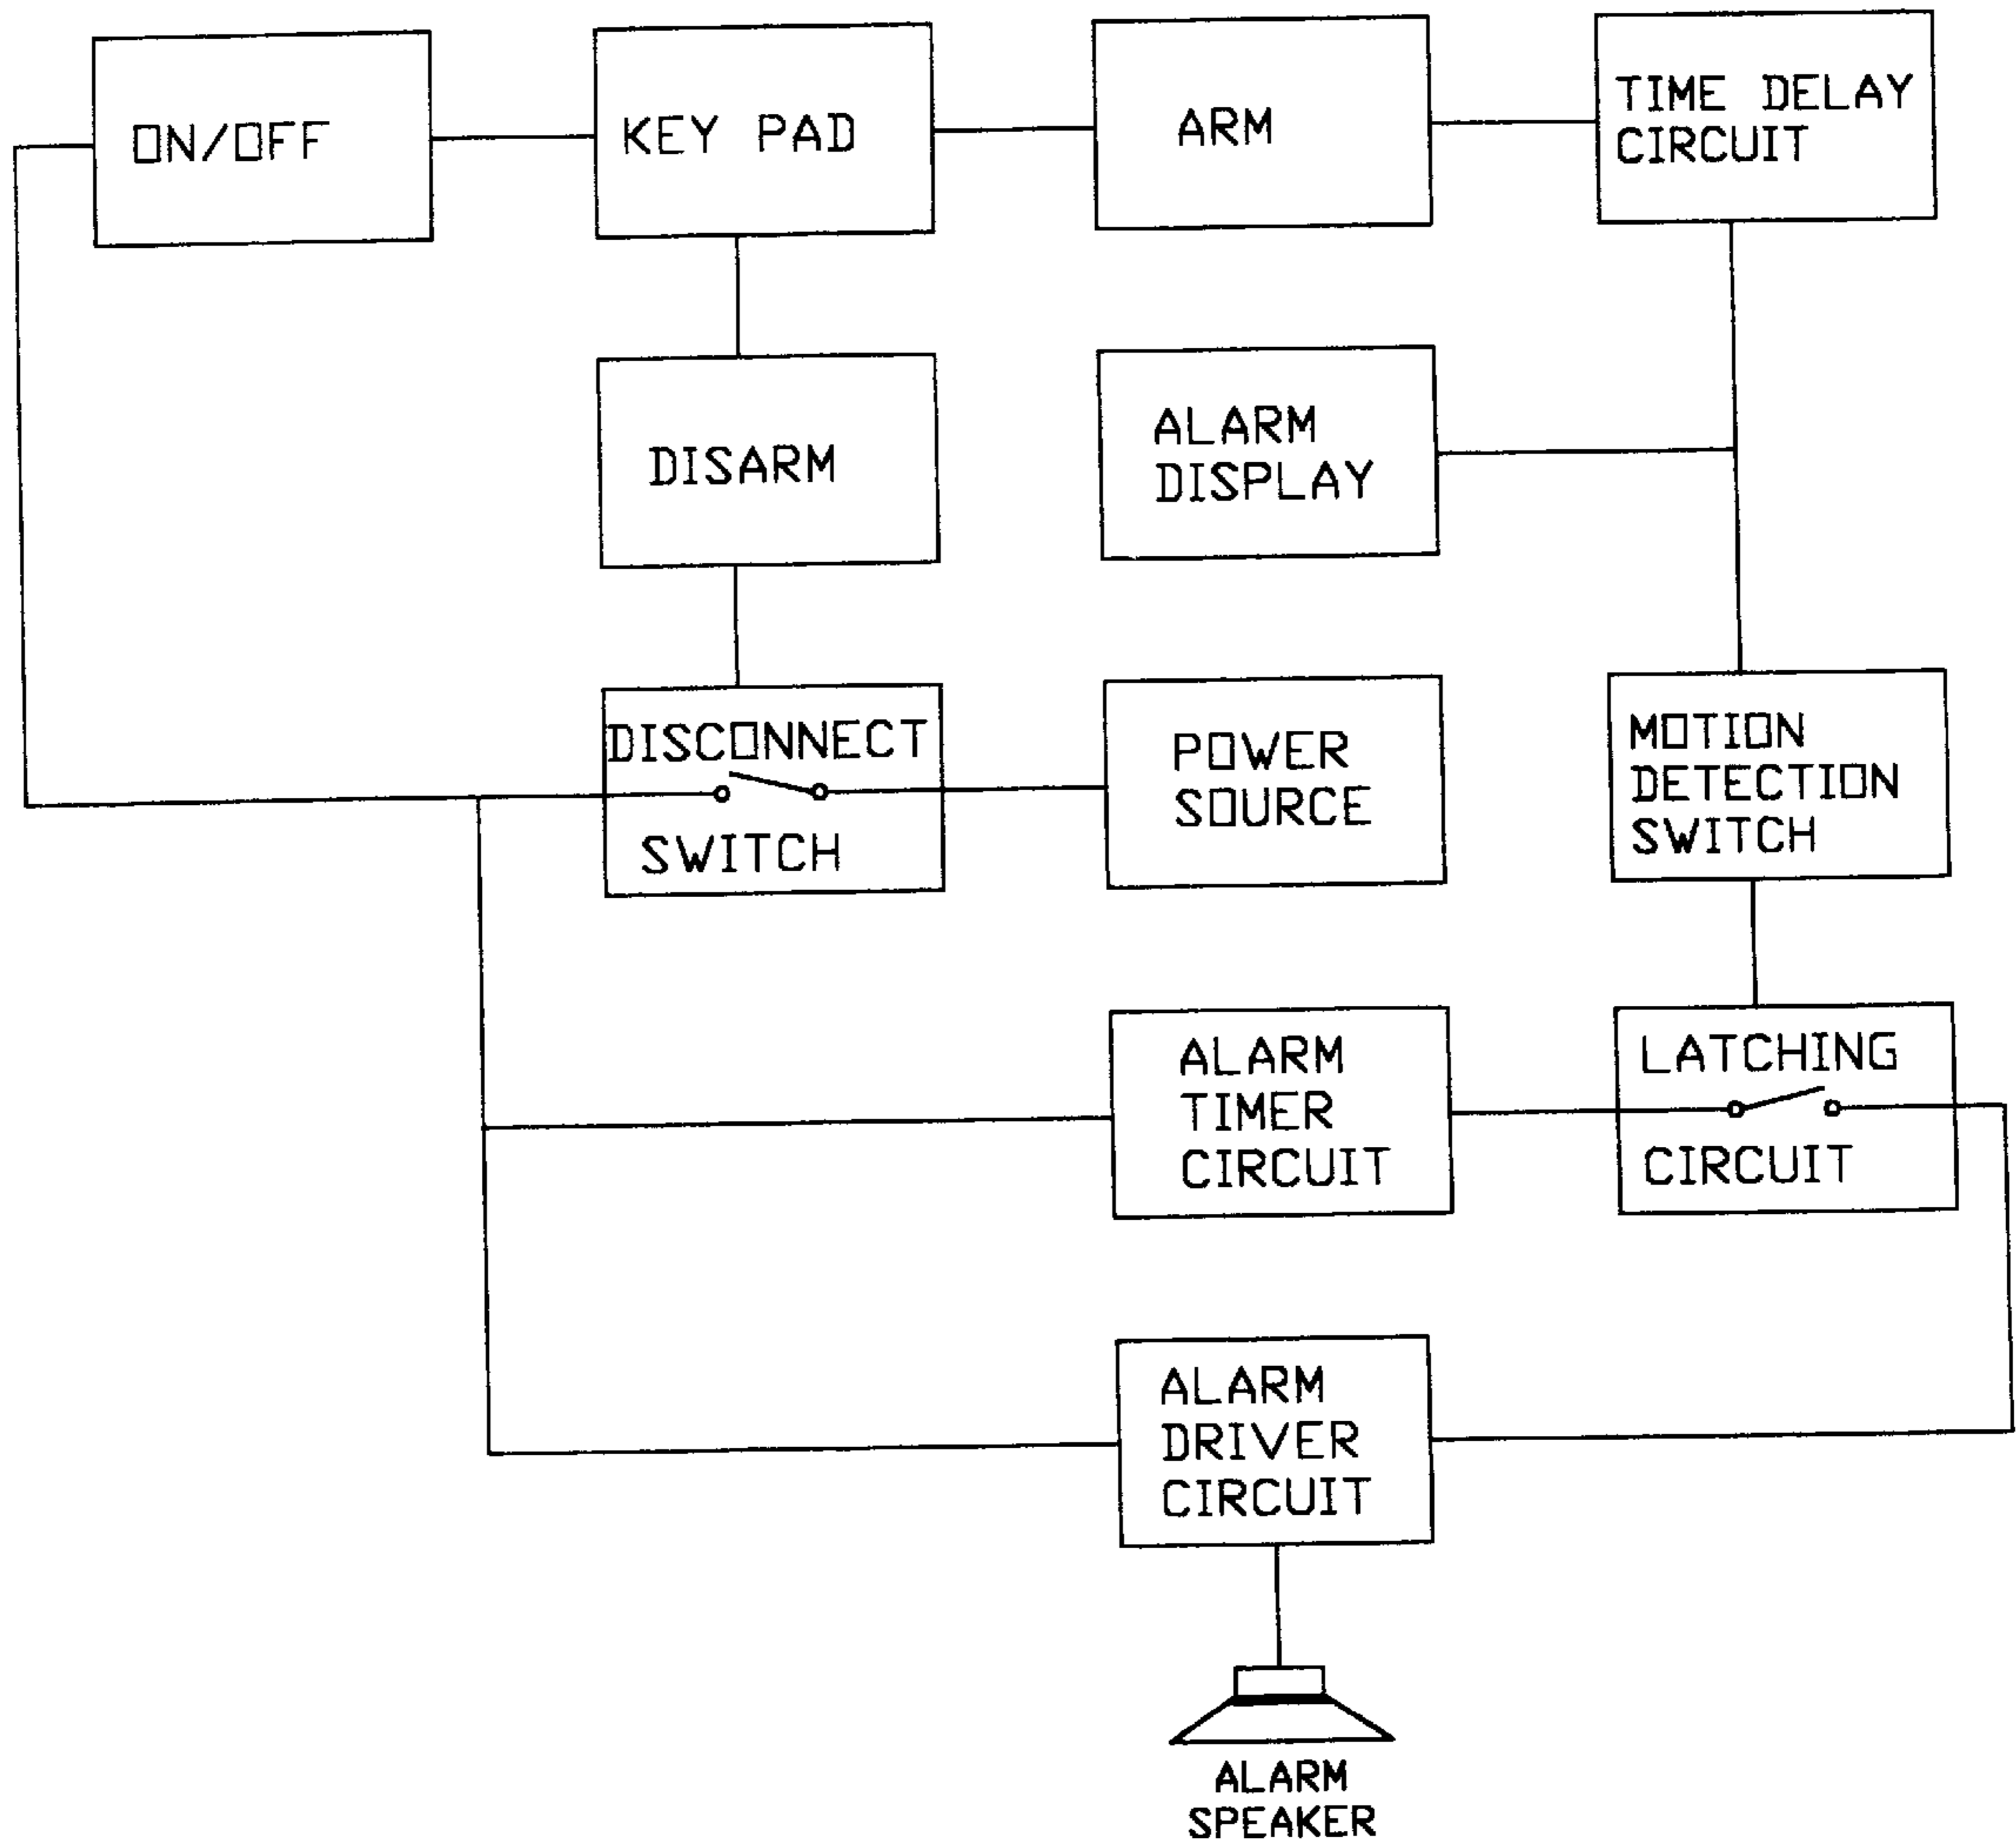 ON/OFF
KEY PAD
ARM
TIME DELAY
CIRCUIT
DISARM
ALARM
DISPLAY
DISCONNECT
SWITCH
POWER
SOURCE
MOTION
DETECTION
SWITCH
ALARM
TIMER
CIRCUIT
LATCHING
CIRCUIT
ALARM
DRIVER
CIRCUIT
ALARM
SPEAKER